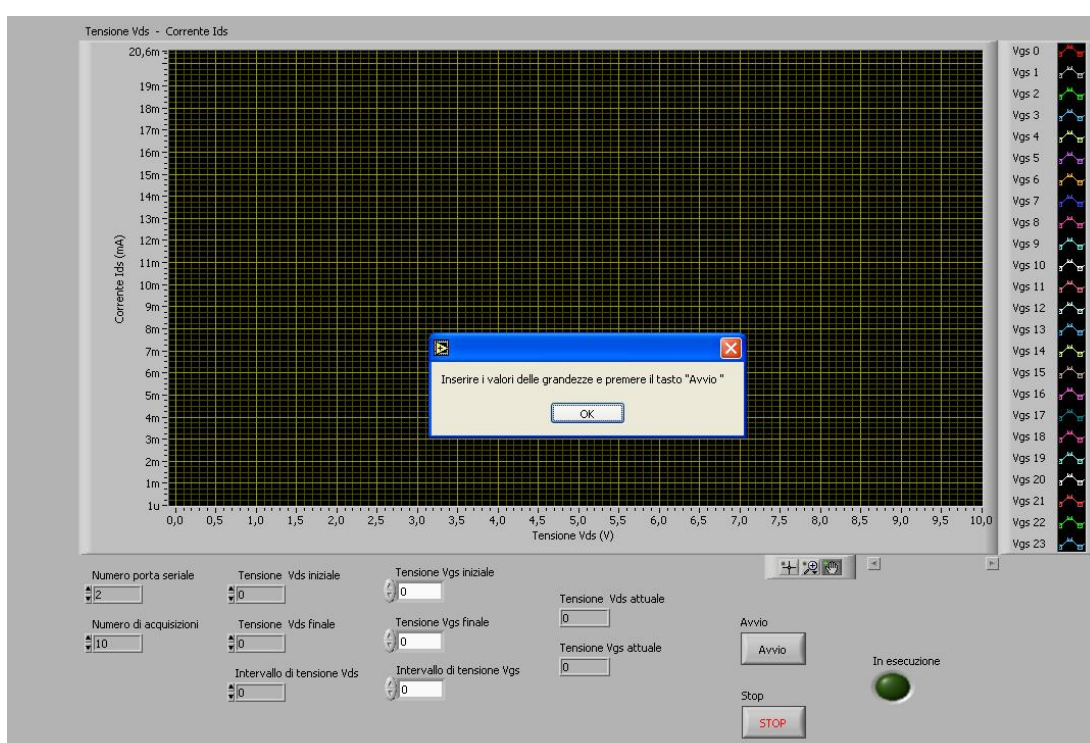 Tensione Vds - Corrente Ids
20,6m
19m
18m
17m
16m
15m
14m
13m
12m
11m
10m
9m
8m
7m
6m
5m
4m
3m
2m
1m
1u
Corrente Ids (mA)
0,0 0,5 1,0 1,5 2,0 2,5 3,0 3,5 4,0 4,5 5,0 5,5 6,0 6,5 7,0 7,5 8,0 8,5 9,0 9,5 10,0
Tensione Vds (V)
Vgs 0
Vgs 1
Vgs 2
Vgs 3
Vgs 4
Vgs 5
Vgs 6
Vgs 7
Vgs 8
Vgs 9
Vgs 10
Vgs 11
Vgs 12
Vgs 13
Vgs 14
Vgs 15
Vgs 16
Vgs 17
Vgs 18
Vgs 19
Vgs 20
Vgs 21
Vgs 22
Vgs 23
Inserire i valori delle grandezze e premere il tasto "Avvio "
OK
Numero porta seriale
2
Numero di acquisizioni
10
Tensione Vds iniziale
0
Tensione Vds finale
0
Intervallo di tensione Vds
0
Tensione Vgs iniziale
0
Tensione Vgs finale
0
Intervallo di tensione Vgs
0
Tensione Vds attuale
0
Tensione Vgs attuale
0
Avvio
Avvio
Stop
STOP
In esecuzione